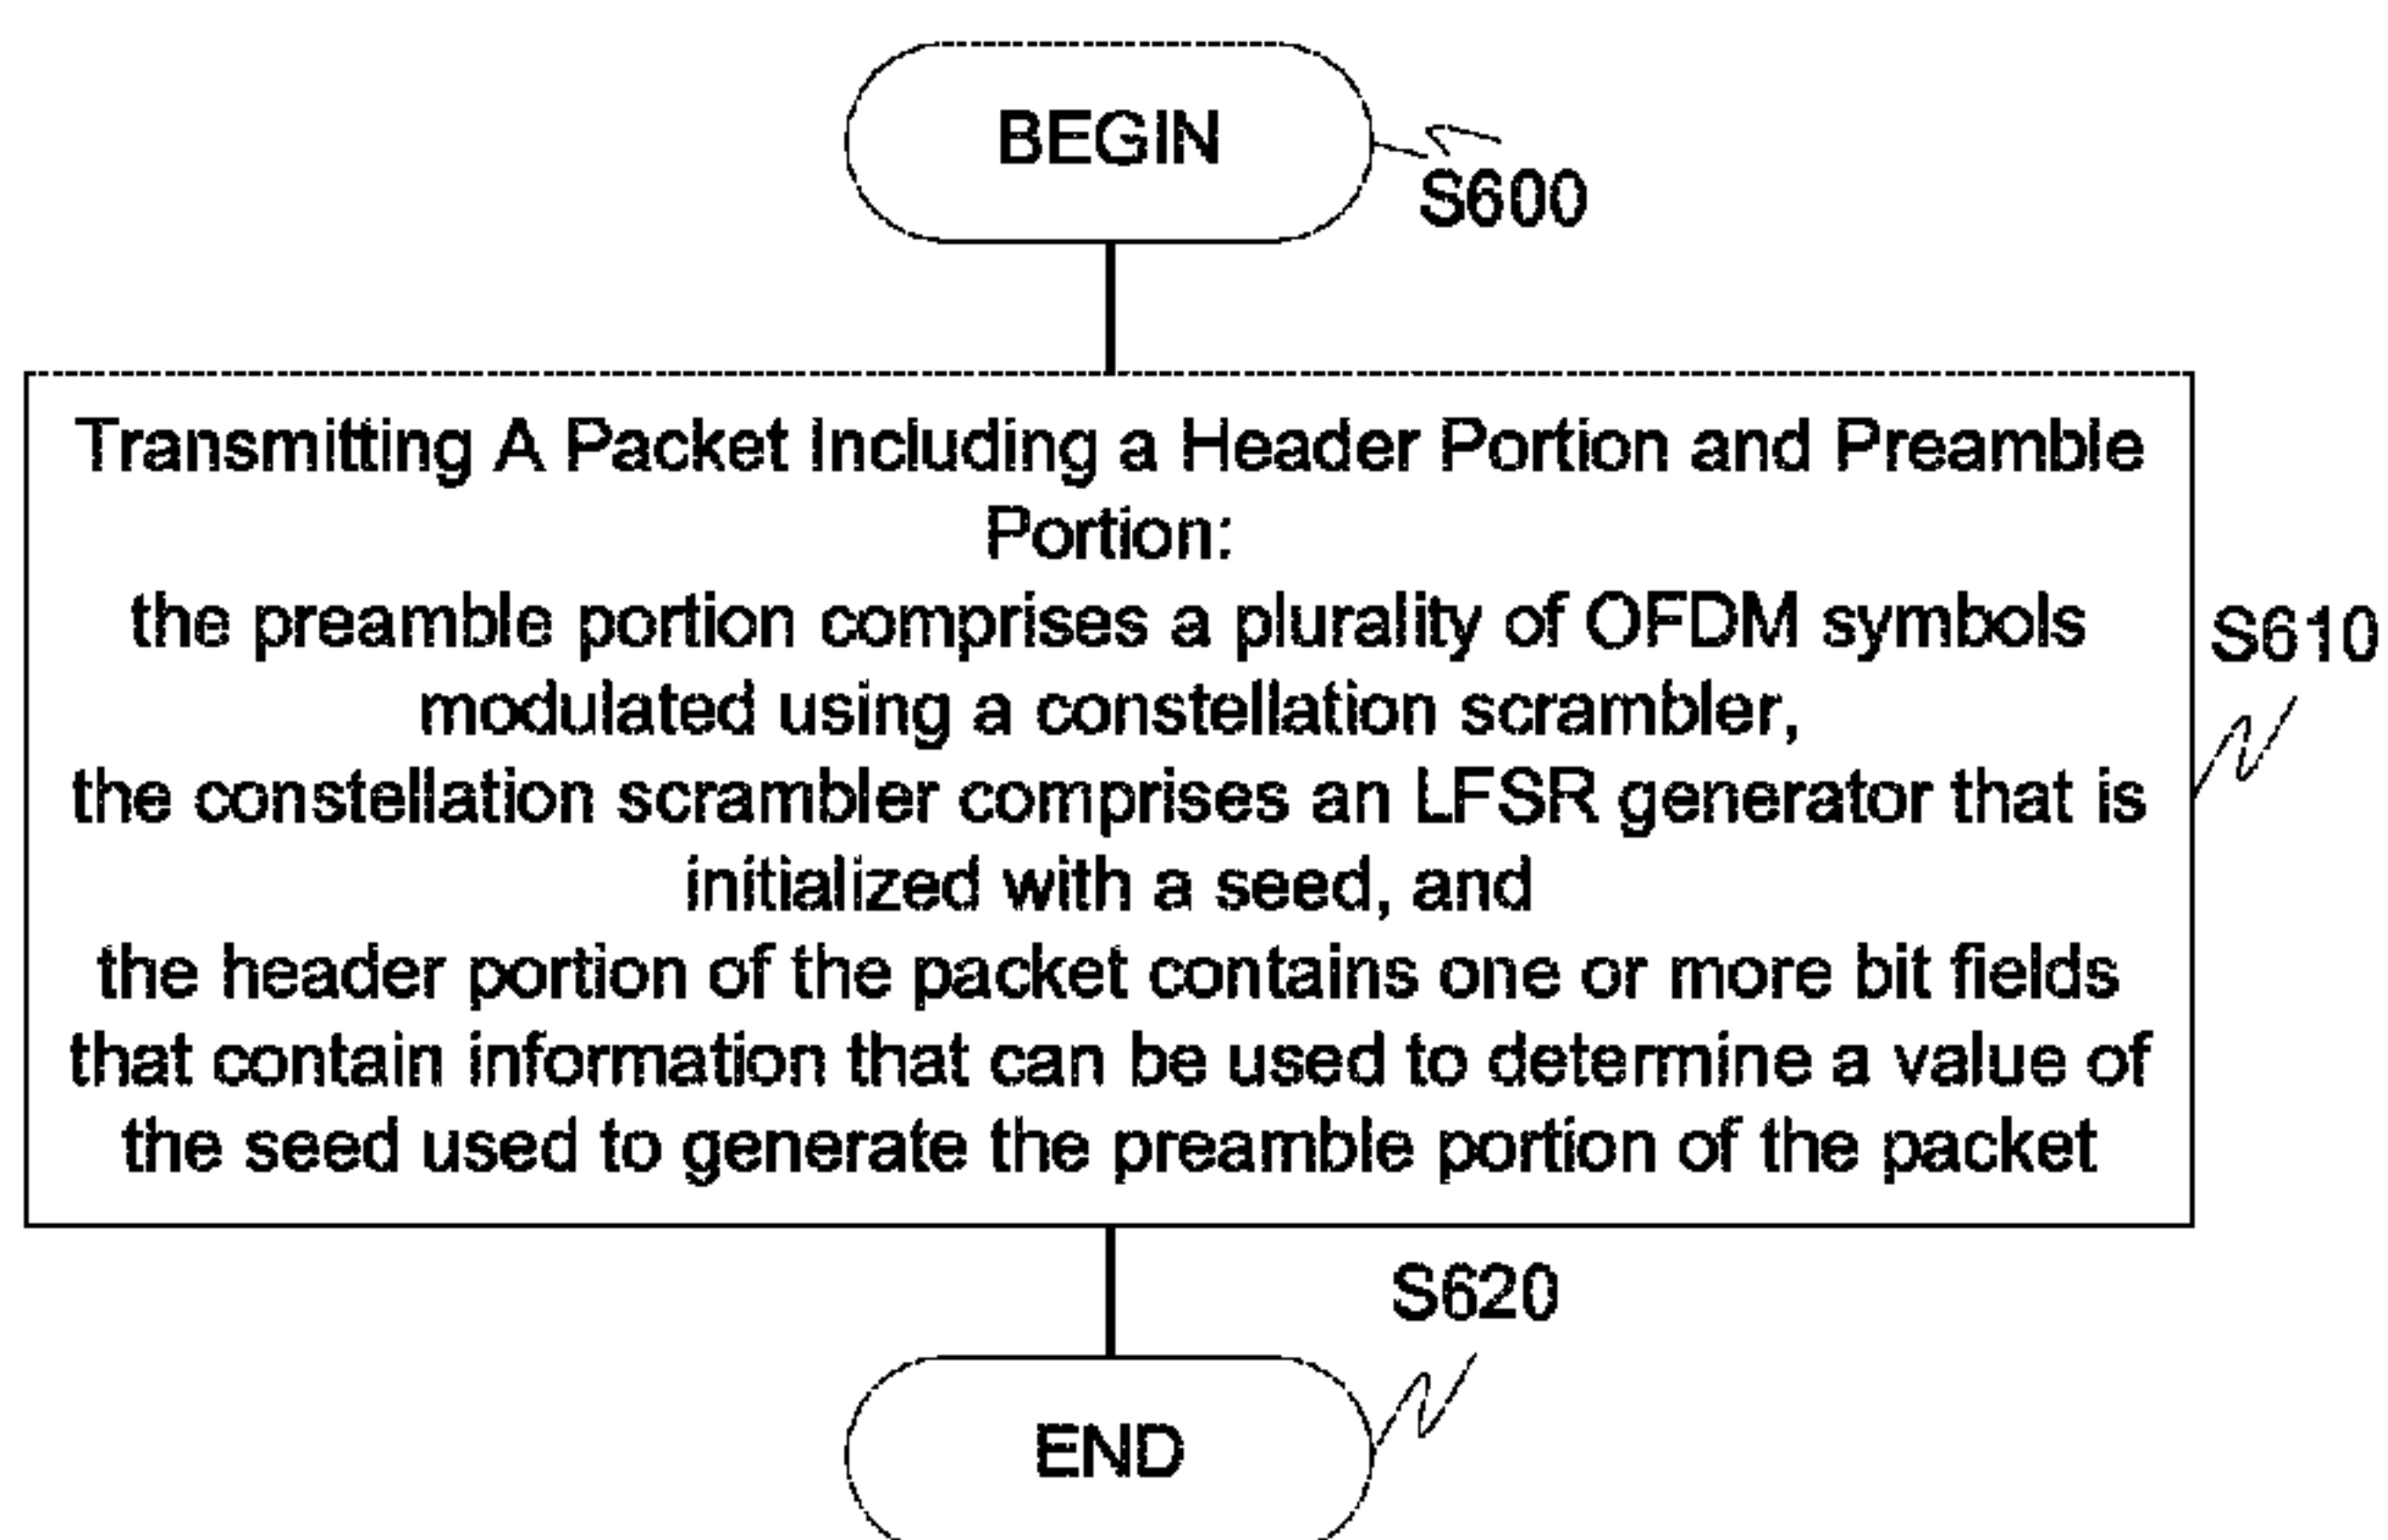 BEGIN
S600
Transmitting A Packet Including a Header Portion and Preamble
Portion:
the preamble portion comprises a plurality of OFDM symbols
modulated using a constellation scrambler,
the constellation scrambler comprises an LFSR generator that is
initialized with a seed, and
the header portion of the packet contains one or more bit fields
that contain information that can be used to determine a value of
the seed used to generate the preamble portion of the packet
S610
S620
END